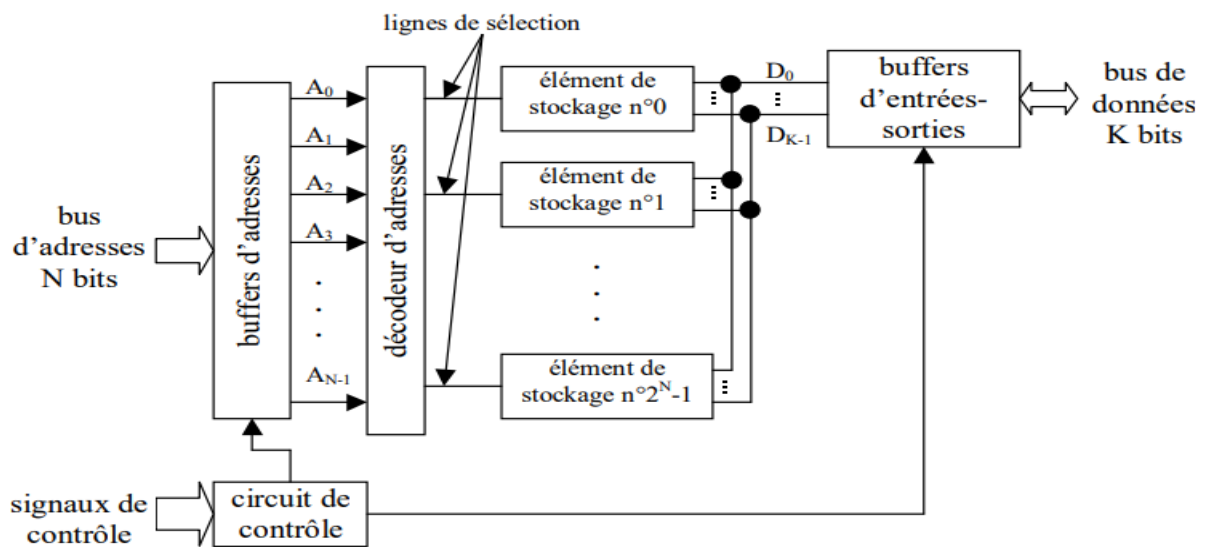 lignes de sélection
bus
d'adresses
N bits
buffers d'adresses
A0
A1
A2
A3
.
.
.
AN-1
décodeur d'adresses
élément de
stockage n°0
élément de
stockage n°1
.
.
.
élément de
stockage n°2^N-1
D0
DK-1
buffers
d'entrées-
sorties
bus de
données
K bits
signaux de
contrôle
circuit de
contrôle